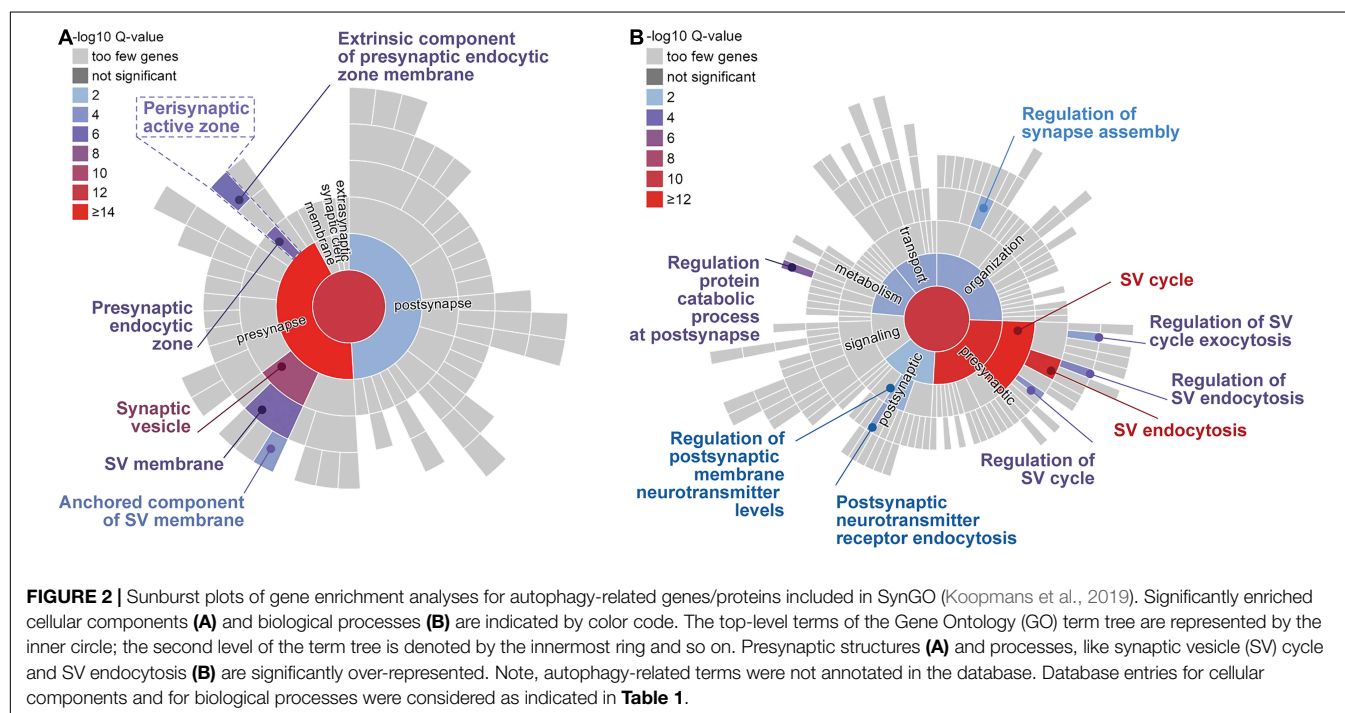 A -log10 Q-value
too few genes
not significant
2
4
6
8
10
12
≥14
Extrinsic component
of presynaptic endocytic
zone membrane
Perisynaptic
active zone
extrasynaptic
synaptic cleft
membrane
postsynapse
presynapse
Presynaptic
endocytic
zone
Synaptic
vesicle
SV membrane
Anchored component
of SV membrane
B -log10 Q-value
too few genes
not significant
2
4
6
8
10
≥12
Regulation of
synapse assembly
transport
organization
metabolism
signaling
postsynaptic
presynaptic
Regulation
protein
catabolic
process
at postsynapse
SV cycle
Regulation of SV
cycle exocytosis
Regulation of
SV endocytosis
SV endocytosis
Regulation of
SV cycle
Regulation of
postsynaptic
membrane
neurotransmitter
levels
Postsynaptic
neurotransmitter
receptor endocytosis
FIGURE 2 | Sunburst plots of gene enrichment analyses for autophagy-related genes/proteins included in SynGO (Koopmans et al., 2019). Significantly enriched
cellular components (A) and biological processes (B) are indicated by color code. The top-level terms of the Gene Ontology (GO) term tree are represented by the
inner circle; the second level of the term tree is denoted by the innermost ring and so on. Presynaptic structures (A) and processes, like synaptic vesicle (SV) cycle
and SV endocytosis (B) are significantly over-represented. Note, autophagy-related terms were not annotated in the database. Database entries for cellular
components and for biological processes were considered as indicated in Table 1.